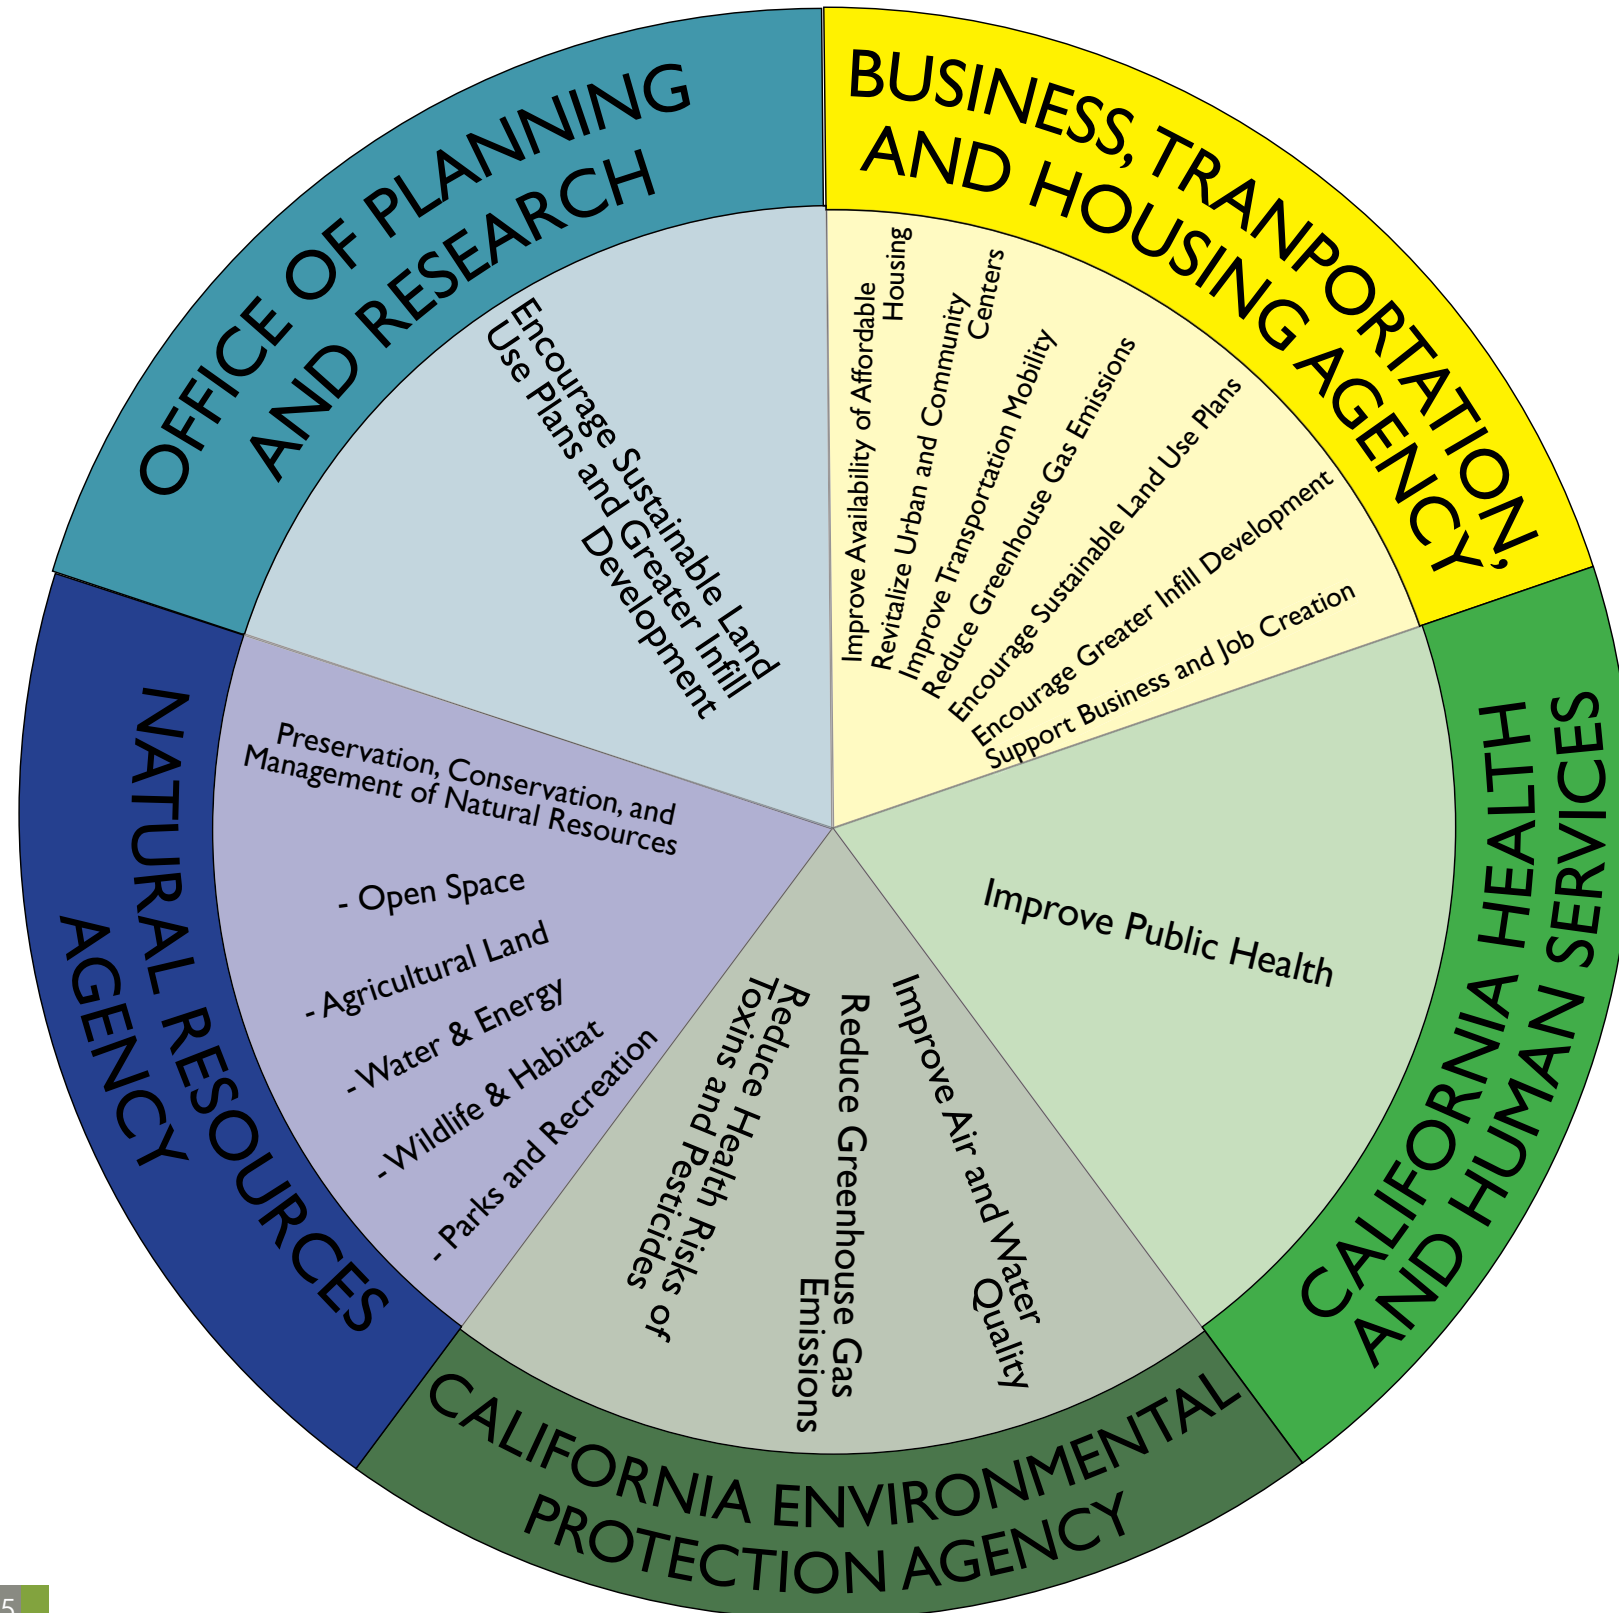 OFFICE OF PLANNING
AND RESEARCH
Encourage Sustainable Land
Use Plans and Greater Infill
Development
BUSINESS, TRANPORTATION,
AND HOUSING AGENCY
Improve Availability of Affordable
Housing
Revitalize Urban and Community
Centers
Improve Transportation Mobility
Reduce Greenhouse Gas Emissions
Encourage Sustainable Land Use Plans
Encourage Greater Infill Development
Support Business and Job Creation
CALIFORNIA HEALTH
AND HUMAN SERVICES
Improve Public Health
CALIFORNIA ENVIRONMENTAL
PROTECTION AGENCY
Improve Air and Water
Quality
Reduce Greenhouse Gas
Emissions
Reduce Health Risks of
Toxins and Pesticides
NATURAL RESOURCES
AGENCY
Preservation, Conservation, and
Management of Natural Resources
- Open Space
- Agricultural Land
- Water & Energy
- Wildlife & Habitat
- Parks and Recreation
5